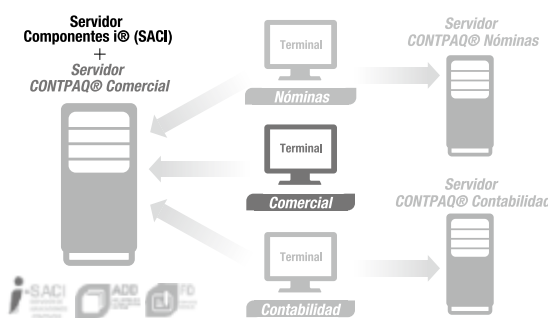 Servidor
Componentes i® (SACI)
+
Servidor
CONTPAQ® Comercial
Terminal
Nóminas
Servidor
CONTPAQ® Nóminas
Terminal
Comercial
Servidor
CONTPAQ® Contabilidad
Terminal
Contabilidad
SACI
ADD